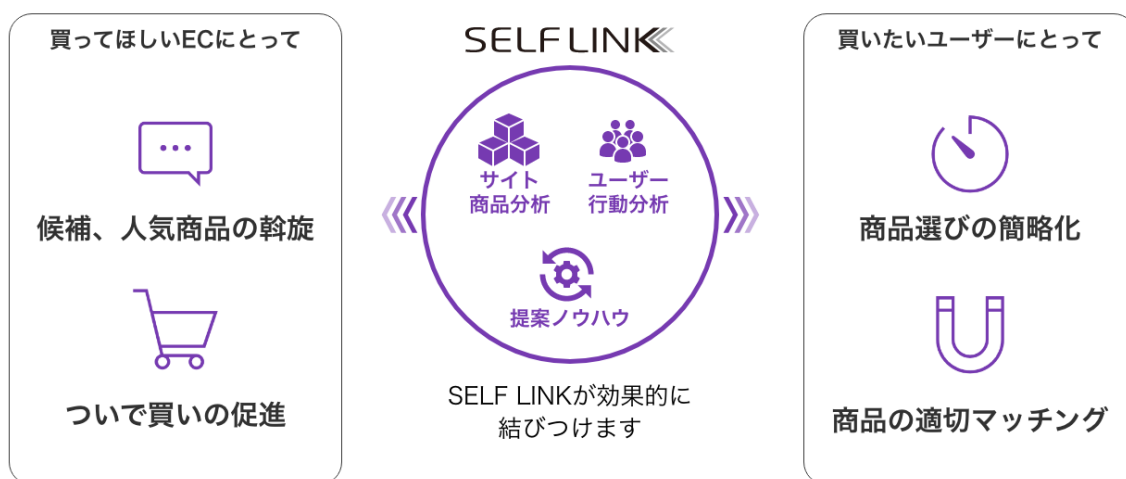 買ってほしいECにとって
候補、人気商品の斡旋
ついで買いの促進
SELF LINK
サイト
商品分析
ユーザー
行動分析
提案ノウハウ
SELF LINKが効果的に
結びつけます
買いたいユーザーにとって
商品選びの簡略化
商品の適切マッチング